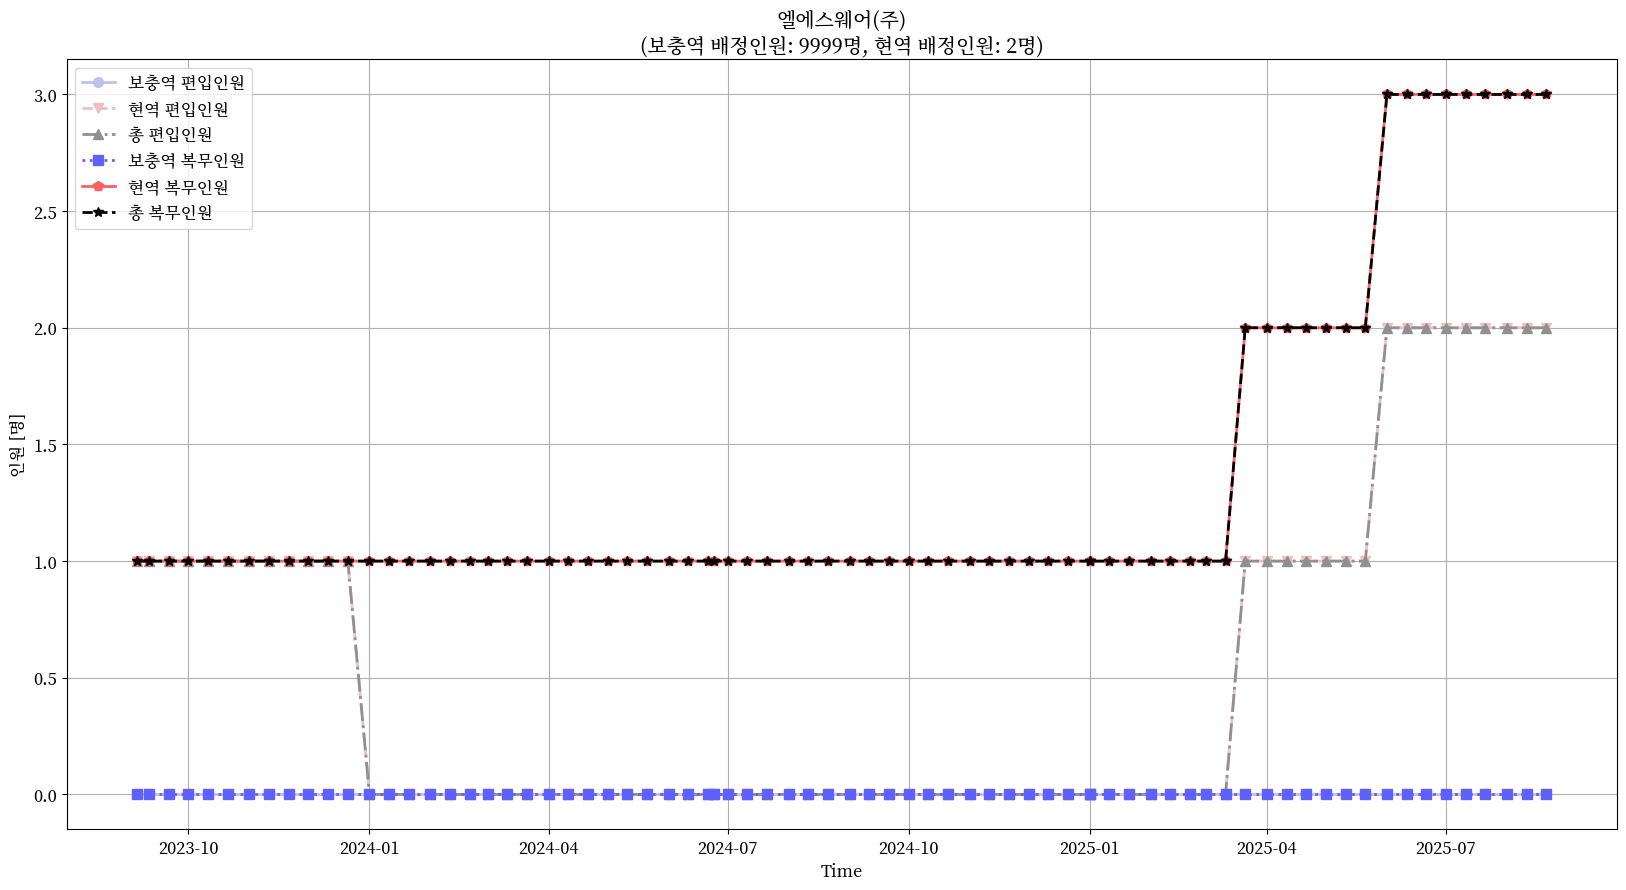 엘에스웨어(주)
(보충역 배정인원: 9999명, 현역 배정인원: 2명)
보충역 편입인원
현역 편입인원
총 편입인원
보충역 복무인원
현역 복무인원
총 복무인원
3.0
2.5
2.0
1.5
1.0
0.5
0.0
인원 [명]
2023-10
2024-01
2024-04
2024-07
2024-10
2025-01
2025-04
2025-07
Time